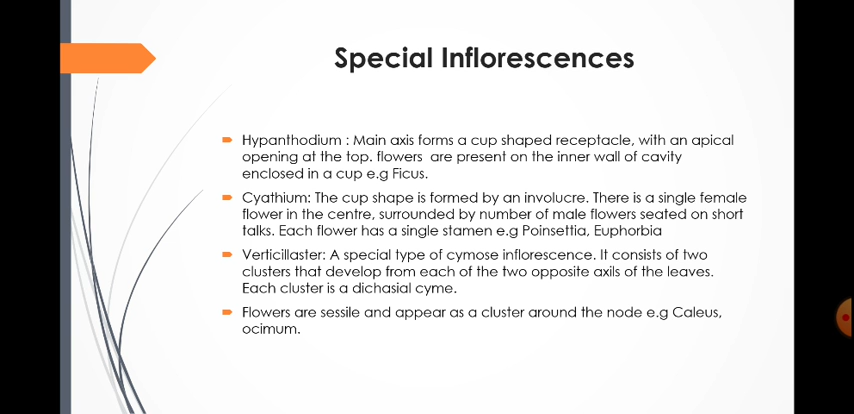 Special Inflorescences
Hypanthodium : Main axis forms a cup shaped receptacle, with an apical
opening at the top. flowers are present on the inner wall of cavity
enclosed in a cup e.g Ficus.
Cyathium: The cup shape is formed by an involucre. There is a single female
flower in the centre, surrounded by number of male flowers seated on short
talks. Each flower has a single stamen e.g Poinsettia, Euphorbia
Verticillaster: A special type of cymose inflorescence. It consists of two
clusters that develop from each of the two opposite axils of the leaves.
Each cluster is a dichasial cyme.
Flowers are sessile and appear as a cluster around the node e.g Caleus,
ocimum.